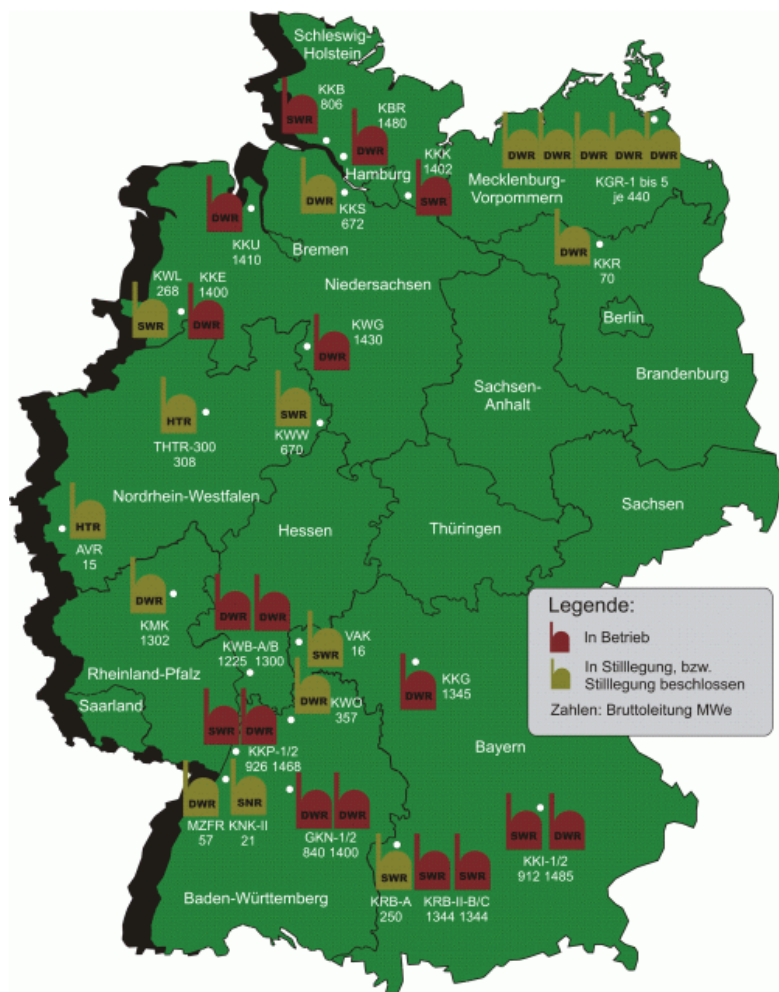 Schleswig-
Holstein
KKB
806
SWR
KBR
1480
DWR
Hamburg
KKK
1402
SWR
DWR
DWR
DWR
DWR
DWR
Mecklenburg-
Vorpommern
KGR-1 bis 5
je 440
DWR
KKS
672
DWR
KKU
1410
Bremen
DWR
KKR
70
KWL
268
SWR
KKE
1400
DWR
Niedersachsen
Berlin
KWG
1430
DWR
Brandenburg
Sachsen-
Anhalt
HTR
THTR-300
308
SWR
KWW
670
Nordrhein-Westfalen
Sachsen
HTR
AVR
15
Hessen
Thüringen
DWR
KMK
1302
DWR
DWR
KWB-A/B
1225 1300
VAK
16
SWR
Rheinland-Pfalz
Saarland
DWR
KWO
357
DWR
KKG
1345
Legende:
In Betrieb
In Stilllegung, bzw.
Stilllegung beschlossen
Zahlen: Bruttoleitung MWe
SWR
DWR
KKP-1/2
926 1468
Bayern
DWR
MZFR
57
SNR
KNK-II
21
DWR
DWR
GKN-1/2
840 1400
SWR
DWR
KKI-1/2
912 1485
SWR
KRB-A
250
SWR
SWR
KRB-II-B/C
1344 1344
Baden-Württemberg